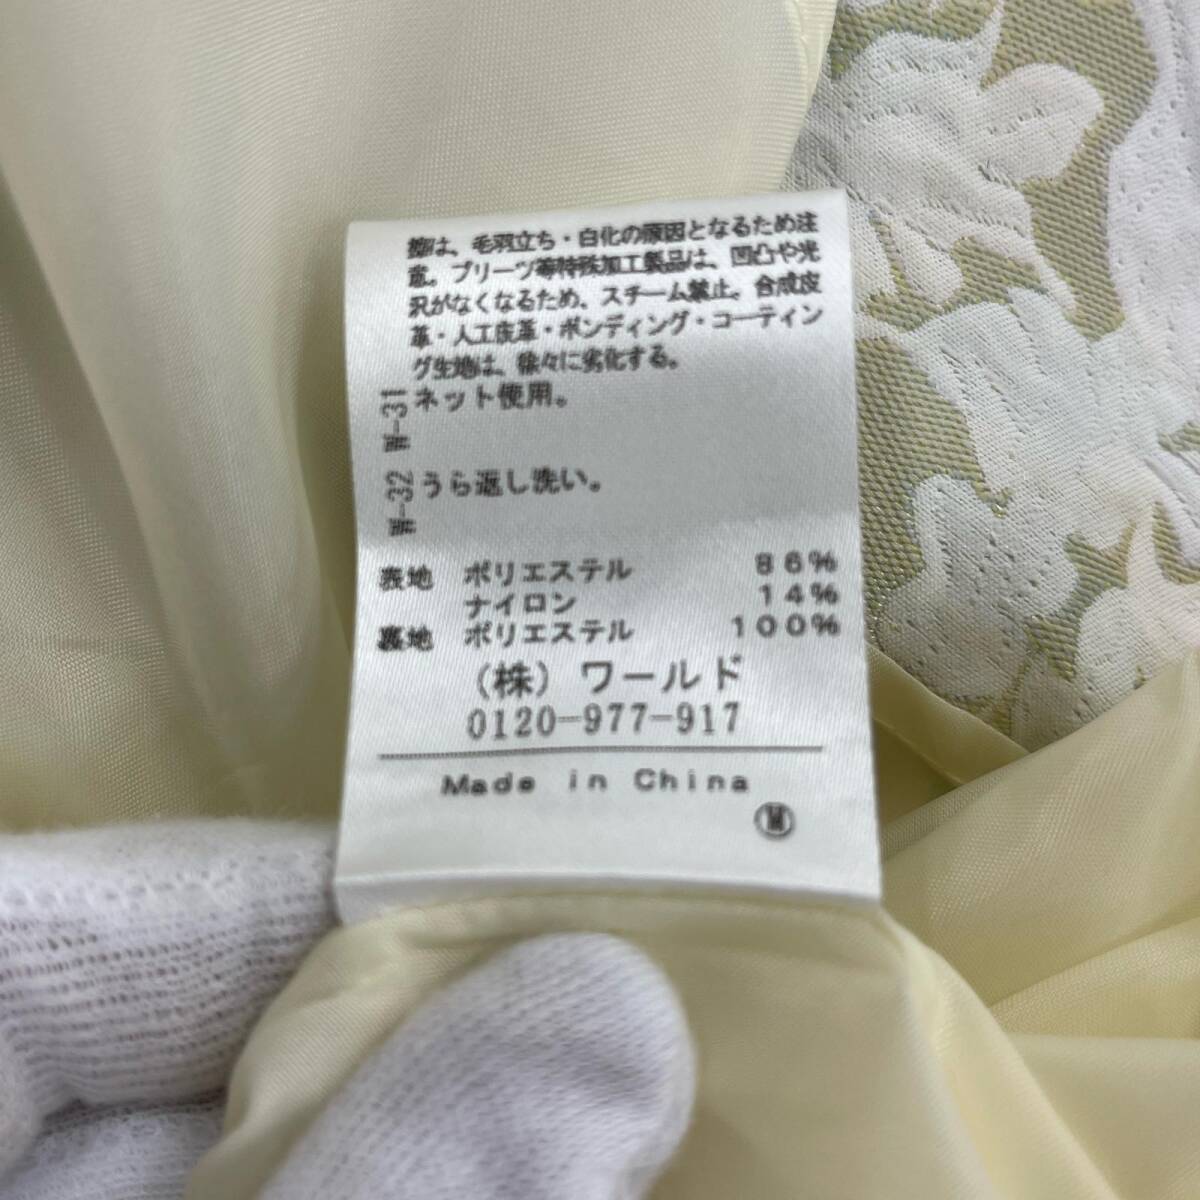 擦は、毛羽立ち・白化の原因となるため注
意。プリーツ等特殊加工製品は、凹凸や光
沢がなくなるため、スチーム禁止。合成皮
革・人工皮革・ボンディング・コーティン
グ生地は、徐々に劣化する。
W-31 ネット使用。
W-32 うら返し洗い。
表地 ポリエステル 86%
ナイロン 14%
裏地 ポリエステル 100%
(株) ワールド
0120-977-917
Made in China
Ⓜ